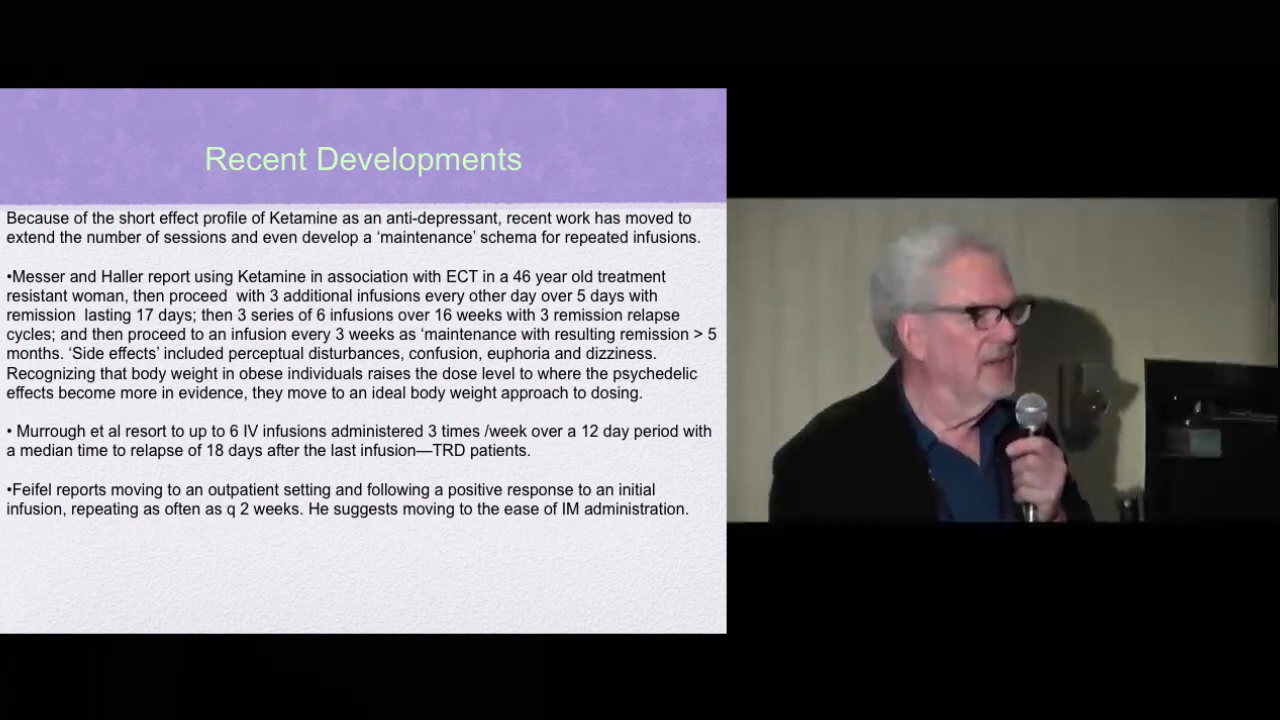 Recent Developments
Because of the short effect profile of Ketamine as an anti-depressant, recent work has moved to
extend the number of sessions and even develop a ‘maintenance’ schema for repeated infusions.
•Messer and Haller report using Ketamine in association with ECT in a 46 year old treatment
resistant woman, then proceed  with 3 additional infusions every other day over 5 days with
remission  lasting 17 days; then 3 series of 6 infusions over 16 weeks with 3 remission relapse
cycles; and then proceed to an infusion every 3 weeks as ‘maintenance with resulting remission > 5
months. ‘Side effects’ included perceptual disturbances, confusion, euphoria and dizziness.
Recognizing that body weight in obese individuals raises the dose level to where the psychedelic
effects become more in evidence, they move to an ideal body weight approach to dosing.
• Murrough et al resort to up to 6 IV infusions administered 3 times /week over a 12 day period with
a median time to relapse of 18 days after the last infusion—TRD patients.
•Feifel reports moving to an outpatient setting and following a positive response to an initial
infusion, repeating as often as q 2 weeks. He suggests moving to the ease of IM administration.